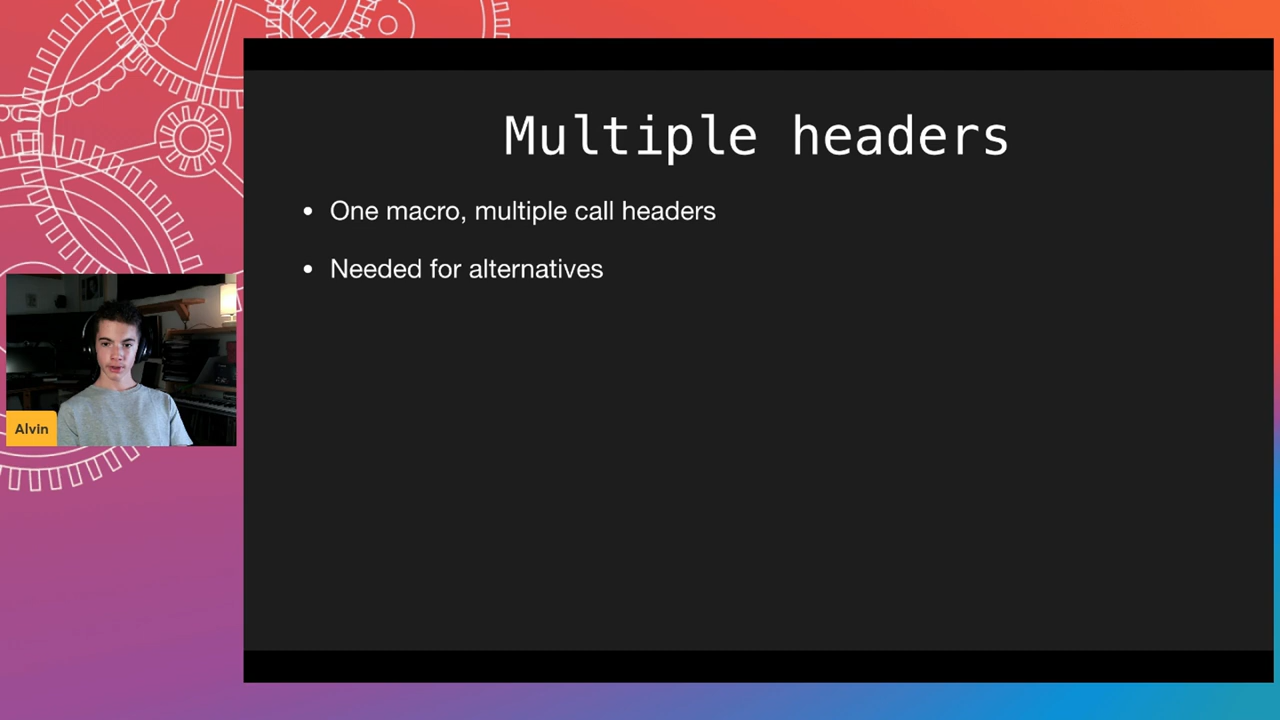 Multiple headers
• One macro, multiple call headers
• Needed for alternatives
Alvin